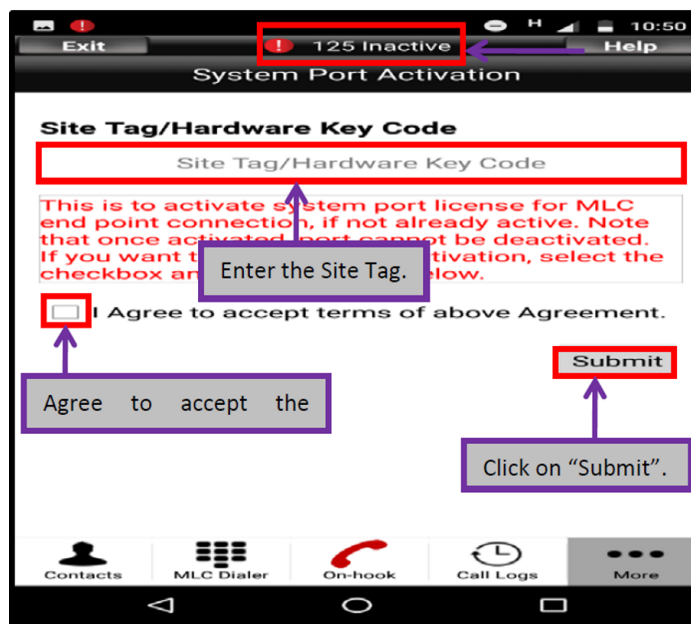 H 10:50
Exit 125 Inactive Help
System Port Activation
Site Tag/Hardware Key Code
Site Tag/Hardware Key Code
This is to activate system port license for MLC
end point connection, if not already active. Note
that once activated, port cannot be deactivated.
If you want t tivation, select the
checkbox an low.
Enter the Site Tag.
I Agree to accept terms of above Agreement.
Submit
Agree to accept the
Click on “Submit”.
Contacts MLC Dialer On-hook Call Logs More